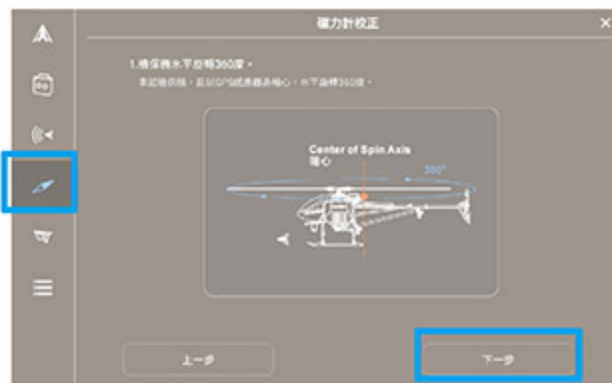 磁力計校正
×
1.積保機水平旋轉360度。
Center of Spin Axis
軸心
360°
上一步
下一步